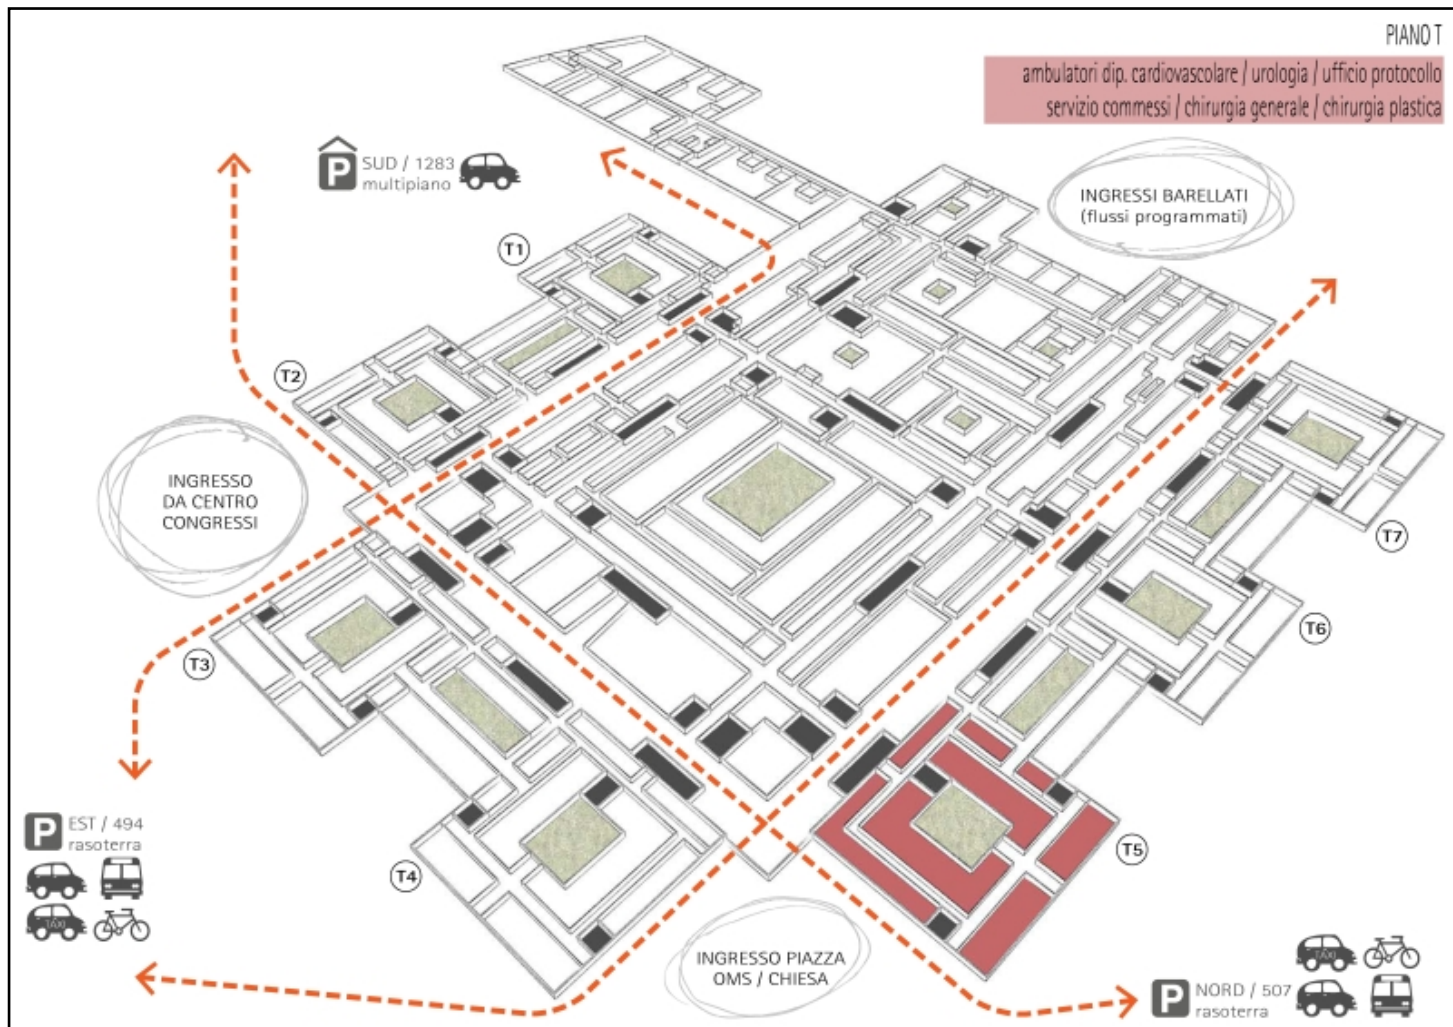 PIANO T
ambulatori dip. cardiovascolare / urologia / ufficio protocollo
servizio commessi / chirurgia generale / chirurgia plastica
P
SUD / 1283
multipiano
INGRESSI BARELLATI
(flussi programmati)
T1
T2
INGRESSO
DA CENTRO
CONGRESSI
T7
T6
T3
P
EST / 494
rasoterra
TAXI
T4
T5
INGRESSO PIAZZA
OMS / CHIESA
TAXI
P
NORD / 507
rasoterra